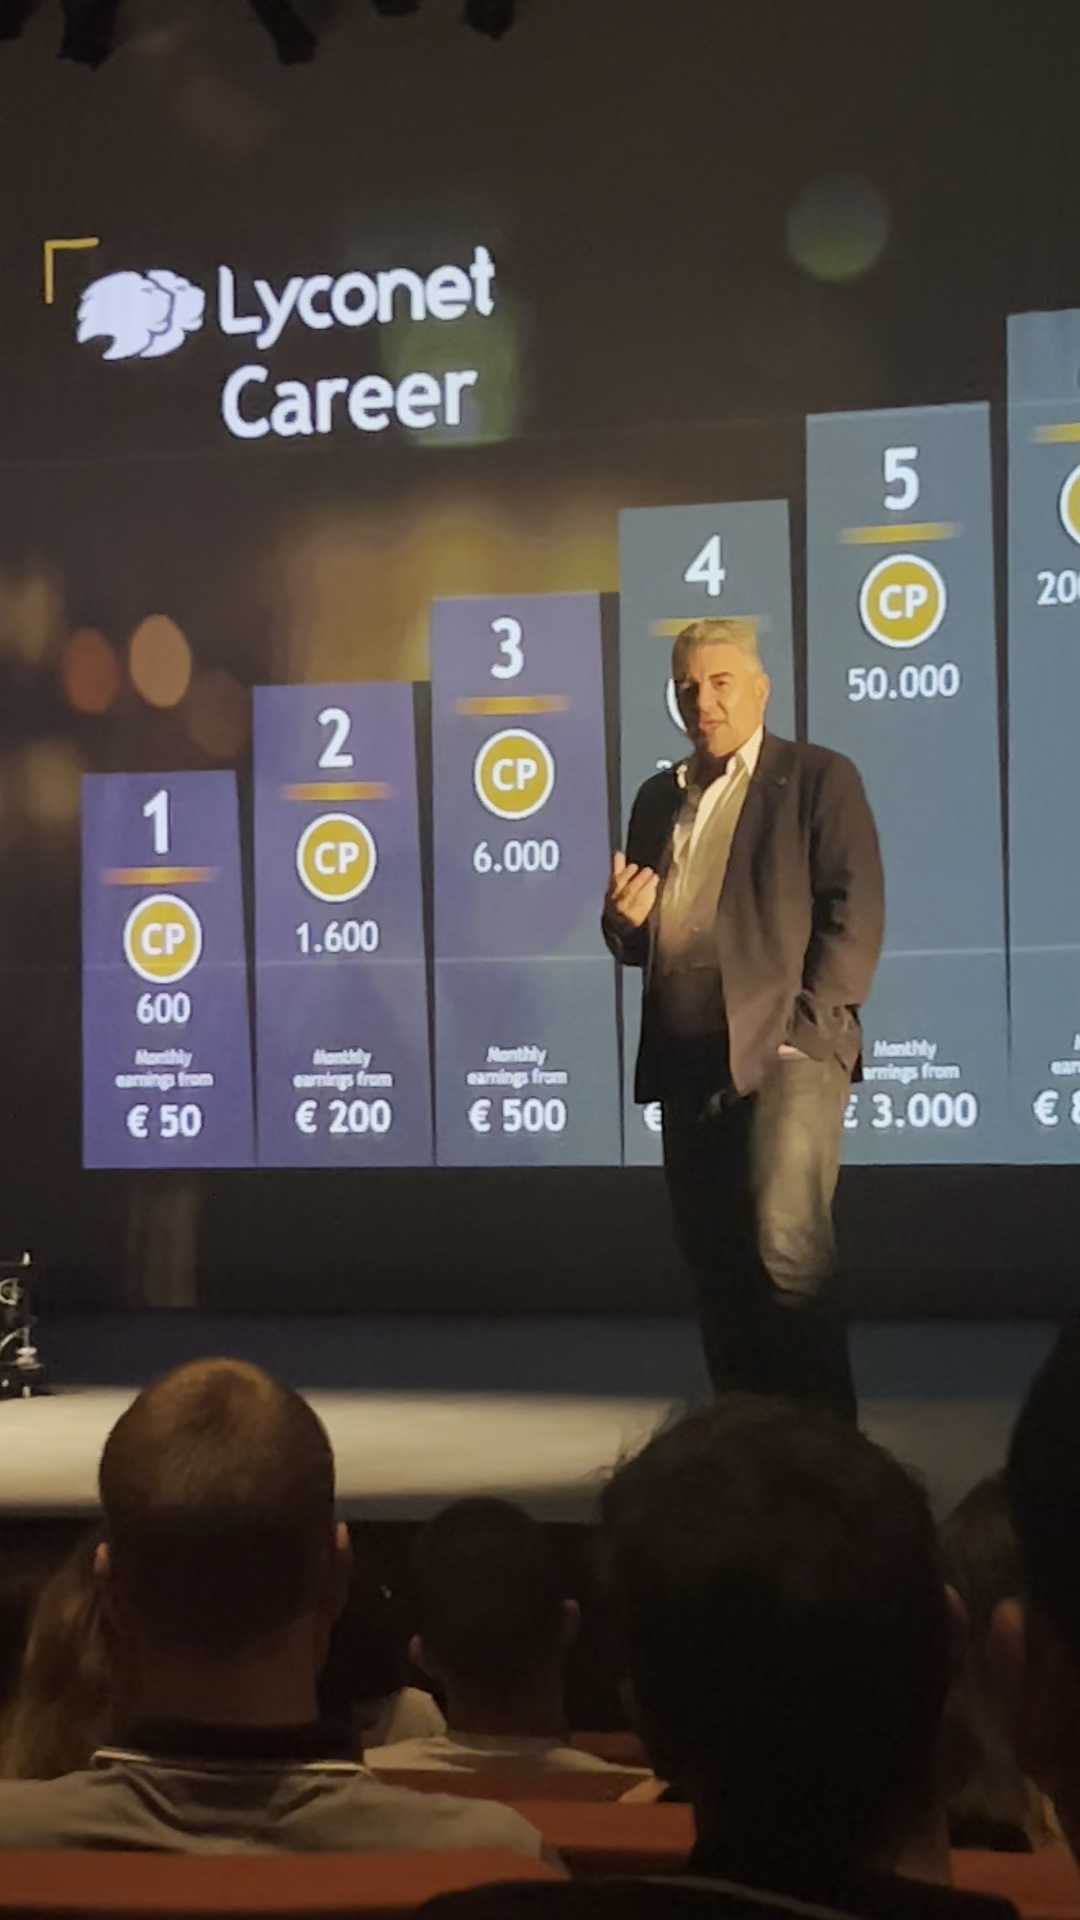 Lyconet
Career
1
CP
600
Monthly
earnings from
€ 50
2
CP
1.600
Monthly
earnings from
€ 200
3
CP
6.000
Monthly
earnings from
€ 500
4
€
5
CP
50.000
Monthly
earnings from
€ 3.000
€